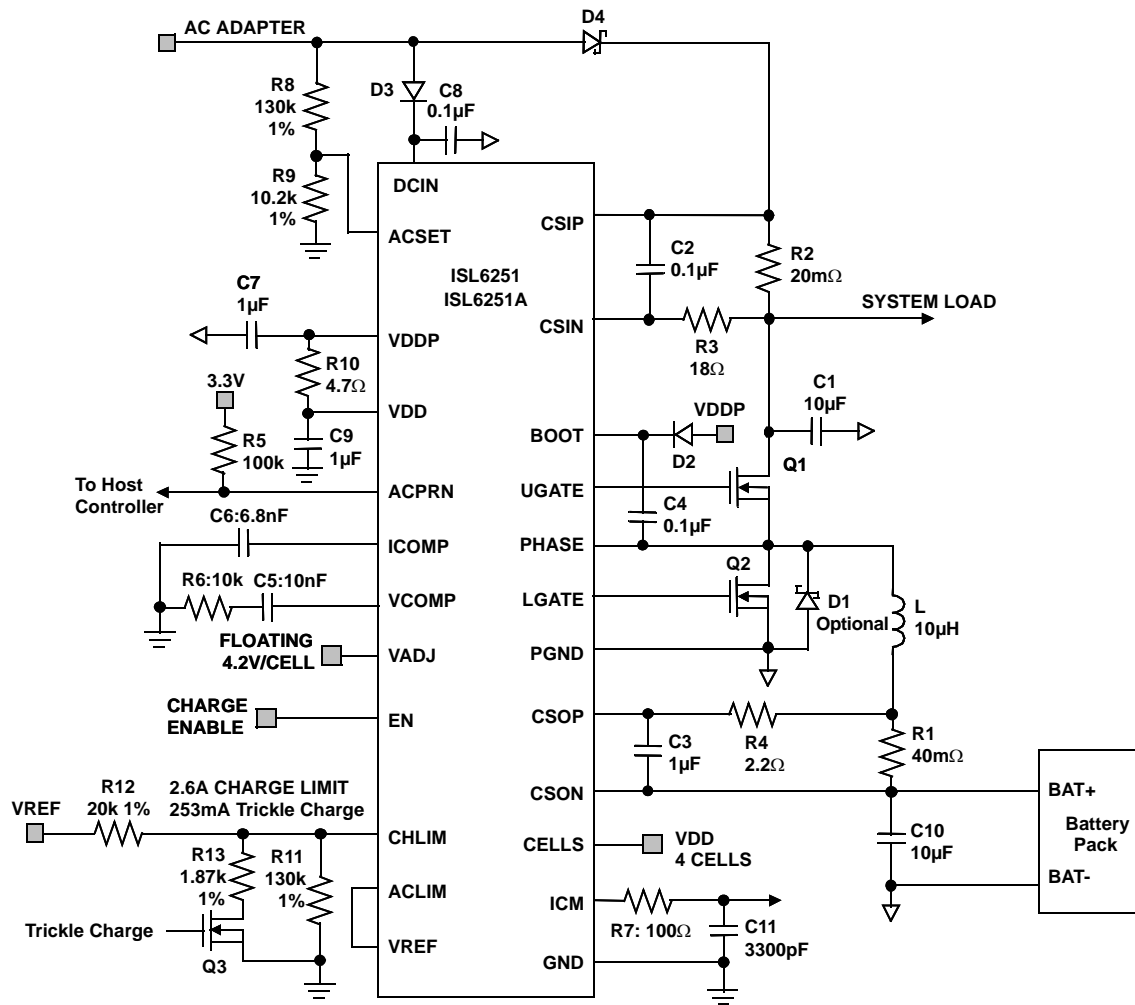 AC ADAPTER
D4
R8
130k
1%
D3
C8
0.1µF
R9
10.2k
1%
DCIN
ACSET
CSIP
C2
0.1µF
R2
20mΩ
ISL6251
ISL6251A
C7
1µF
VDDP
CSIN
R3
18Ω
SYSTEM LOAD
R10
4.7Ω
3.3V
VDD
C9
1µF
R5
100k
C1
10µF
VDDP
BOOT
D2
To Host
Controller
ACPRN
UGATE
Q1
C4
0.1µF
C6:6.8nF
ICOMP
PHASE
R6:10k
C5:10nF
VCOMP
LGATE
Q2
D1
Optional
L
10µH
FLOATING
4.2V/CELL
VADJ
PGND
CHARGE
ENABLE
EN
CSOP
C3
1µF
R4
2.2Ω
R1
40mΩ
R12
20k 1%
2.6A CHARGE LIMIT
253mA Trickle Charge
VREF
CHLIM
CSON
BAT+
Battery
Pack
BAT-
C10
10µF
CELLS
VDD
4 CELLS
R13
1.87k
1%
R11
130k
1%
ACLIM
VREF
ICM
R7: 100Ω
C11
3300pF
Trickle Charge
Q3
GND